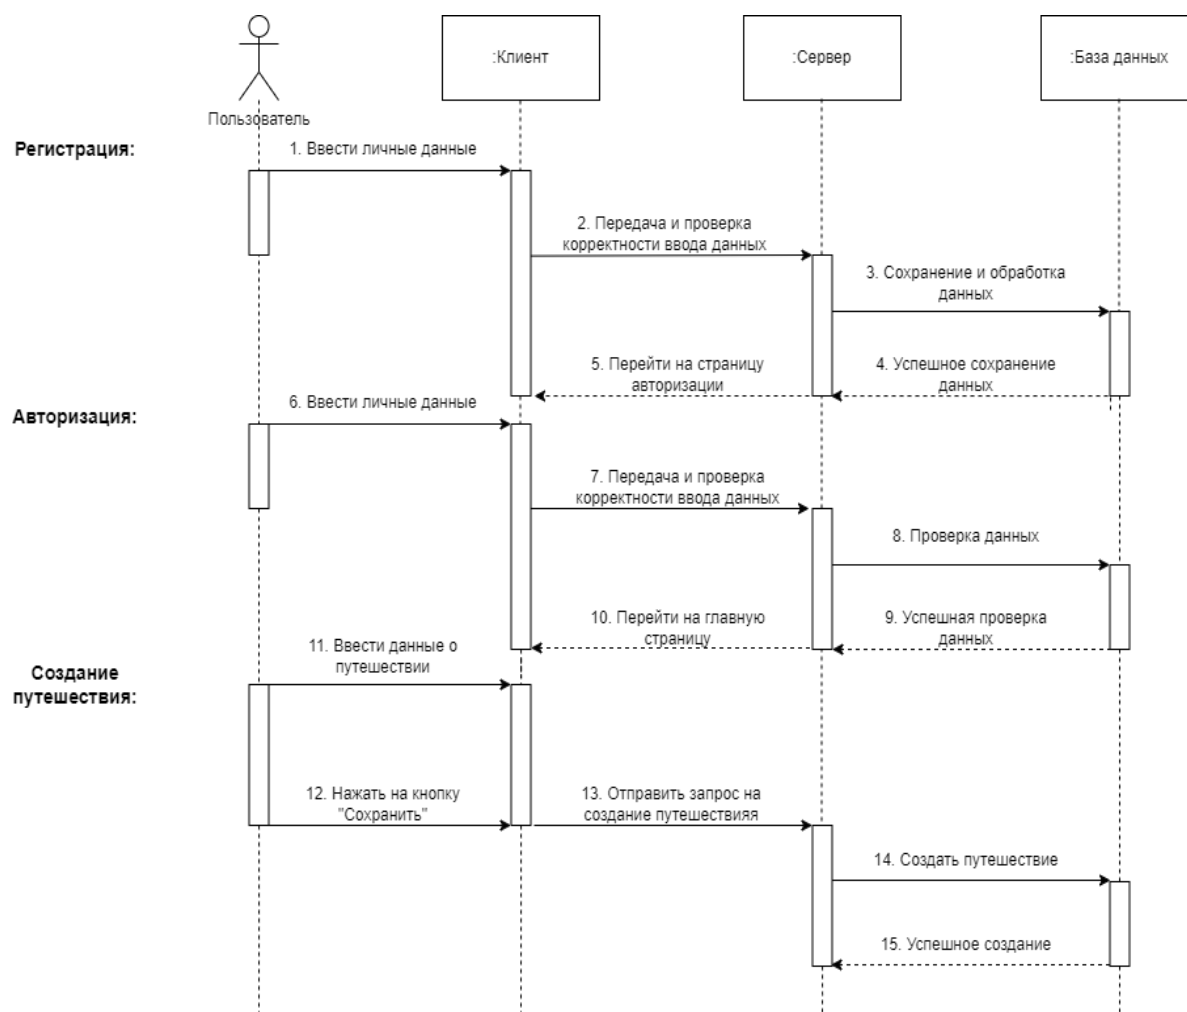 :Клиент
:Сервер
:База данных
Пользователь
Регистрация:
1. Ввести личные данные
2. Передача и проверка
корректности ввода данных
3. Сохранение и обработка
данных
4. Успешное сохранение
данных
5. Перейти на страницу
авторизации
Авторизация:
6. Ввести личные данные
7. Передача и проверка
корректности ввода данных
8. Проверка данных
9. Успешная проверка
данных
10. Перейти на главную
страницу
Создание
путешествия:
11. Ввести данные о
путешествии
12. Нажать на кнопку
"Сохранить"
13. Отправить запрос на
создание путешествияя
14. Создать путешествие
15. Успешное создание